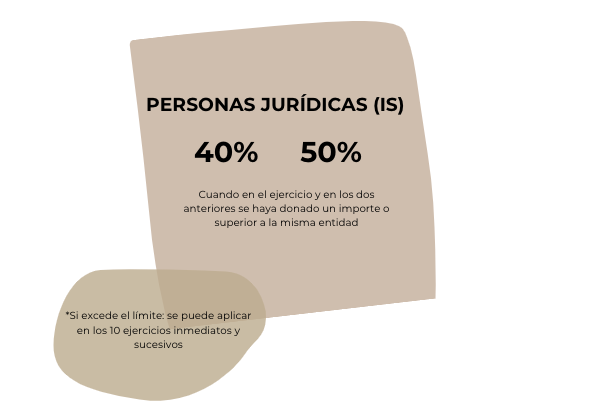 PERSONAS JURÍDICAS (IS)
40% 50%
Cuando en el ejercicio y en los dos
anteriores se haya donado un importe o
superior a la misma entidad
*Si excede el límite: se puede aplicar
en los 10 ejercicios inmediatos y
sucesivos